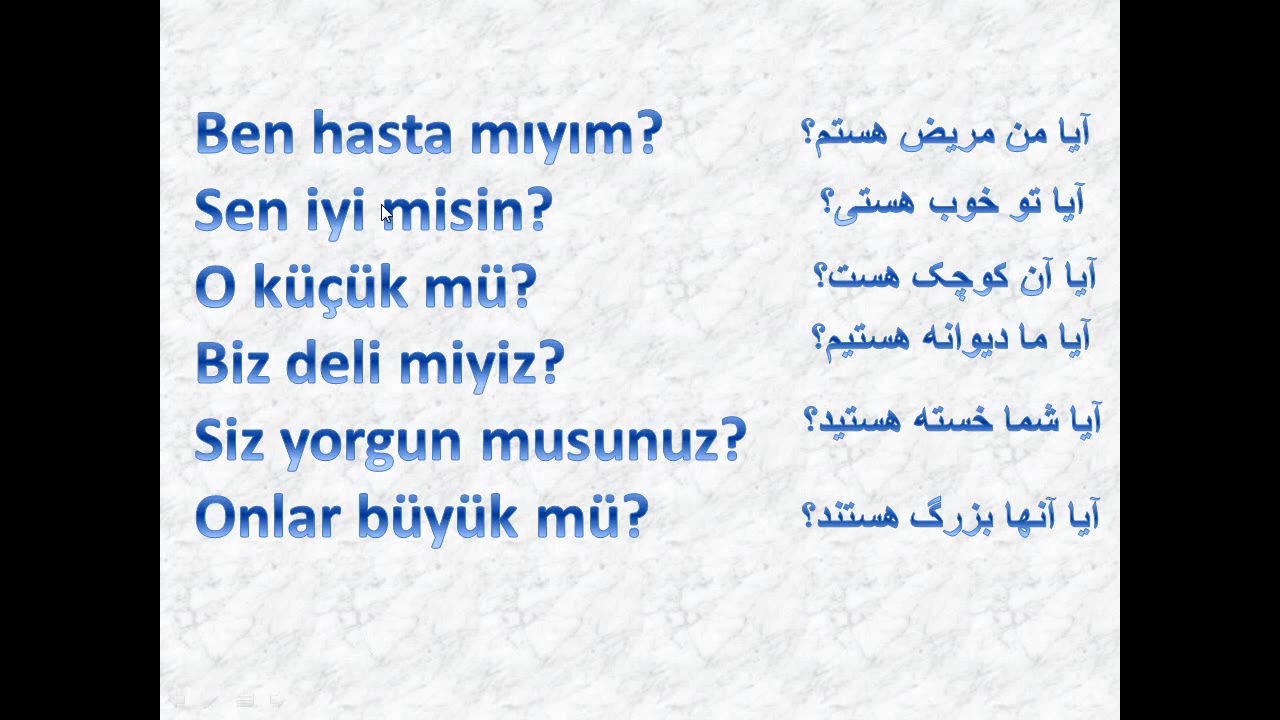 Ben hasta mıyım?
آیا من مریض هستم؟
Sen iyi misin?
آیا تو خوب هستی؟
O küçük mü?
آیا آن کوچک هست؟
Biz deli miyiz?
آیا ما دیوانه هستیم؟
Siz yorgun musunuz?
آیا شما خسته هستید؟
Onlar büyük mü?
آیا آنها بزرگ هستند؟